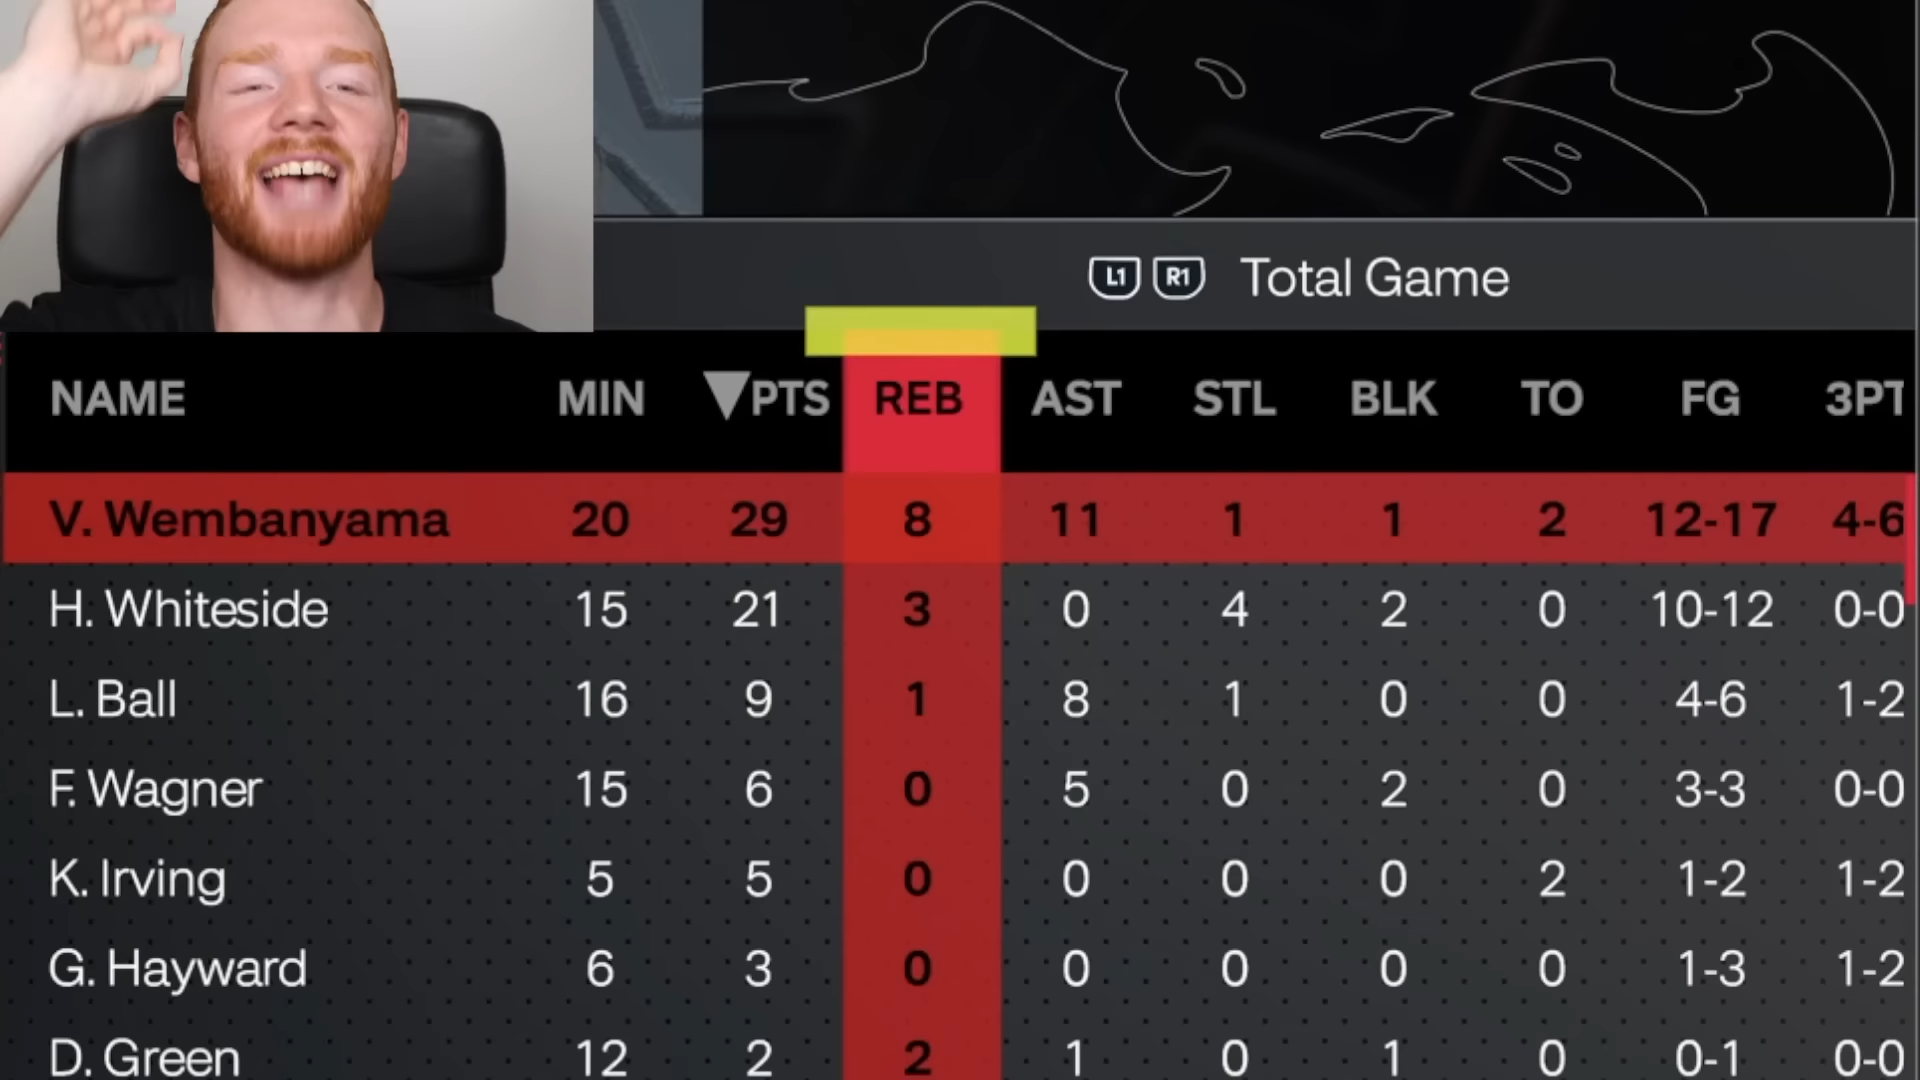 L1 R1 Total Game
NAME MIN ▼PTS REB AST STL BLK TO FG 3PT
V. Wembanyama 20 29 8 11 1 1 2 12-17 4-6
H. Whiteside 15 21 3 0 4 2 0 10-12 0-0
L. Ball 16 9 1 8 1 0 0 4-6 1-2
F. Wagner 15 6 0 5 0 2 0 3-3 0-0
K. Irving 5 5 0 0 0 0 2 1-2 1-2
G. Hayward 6 3 0 0 0 0 0 1-3 1-2
D. Green 12 2 2 1 0 1 0 0-1 0-0